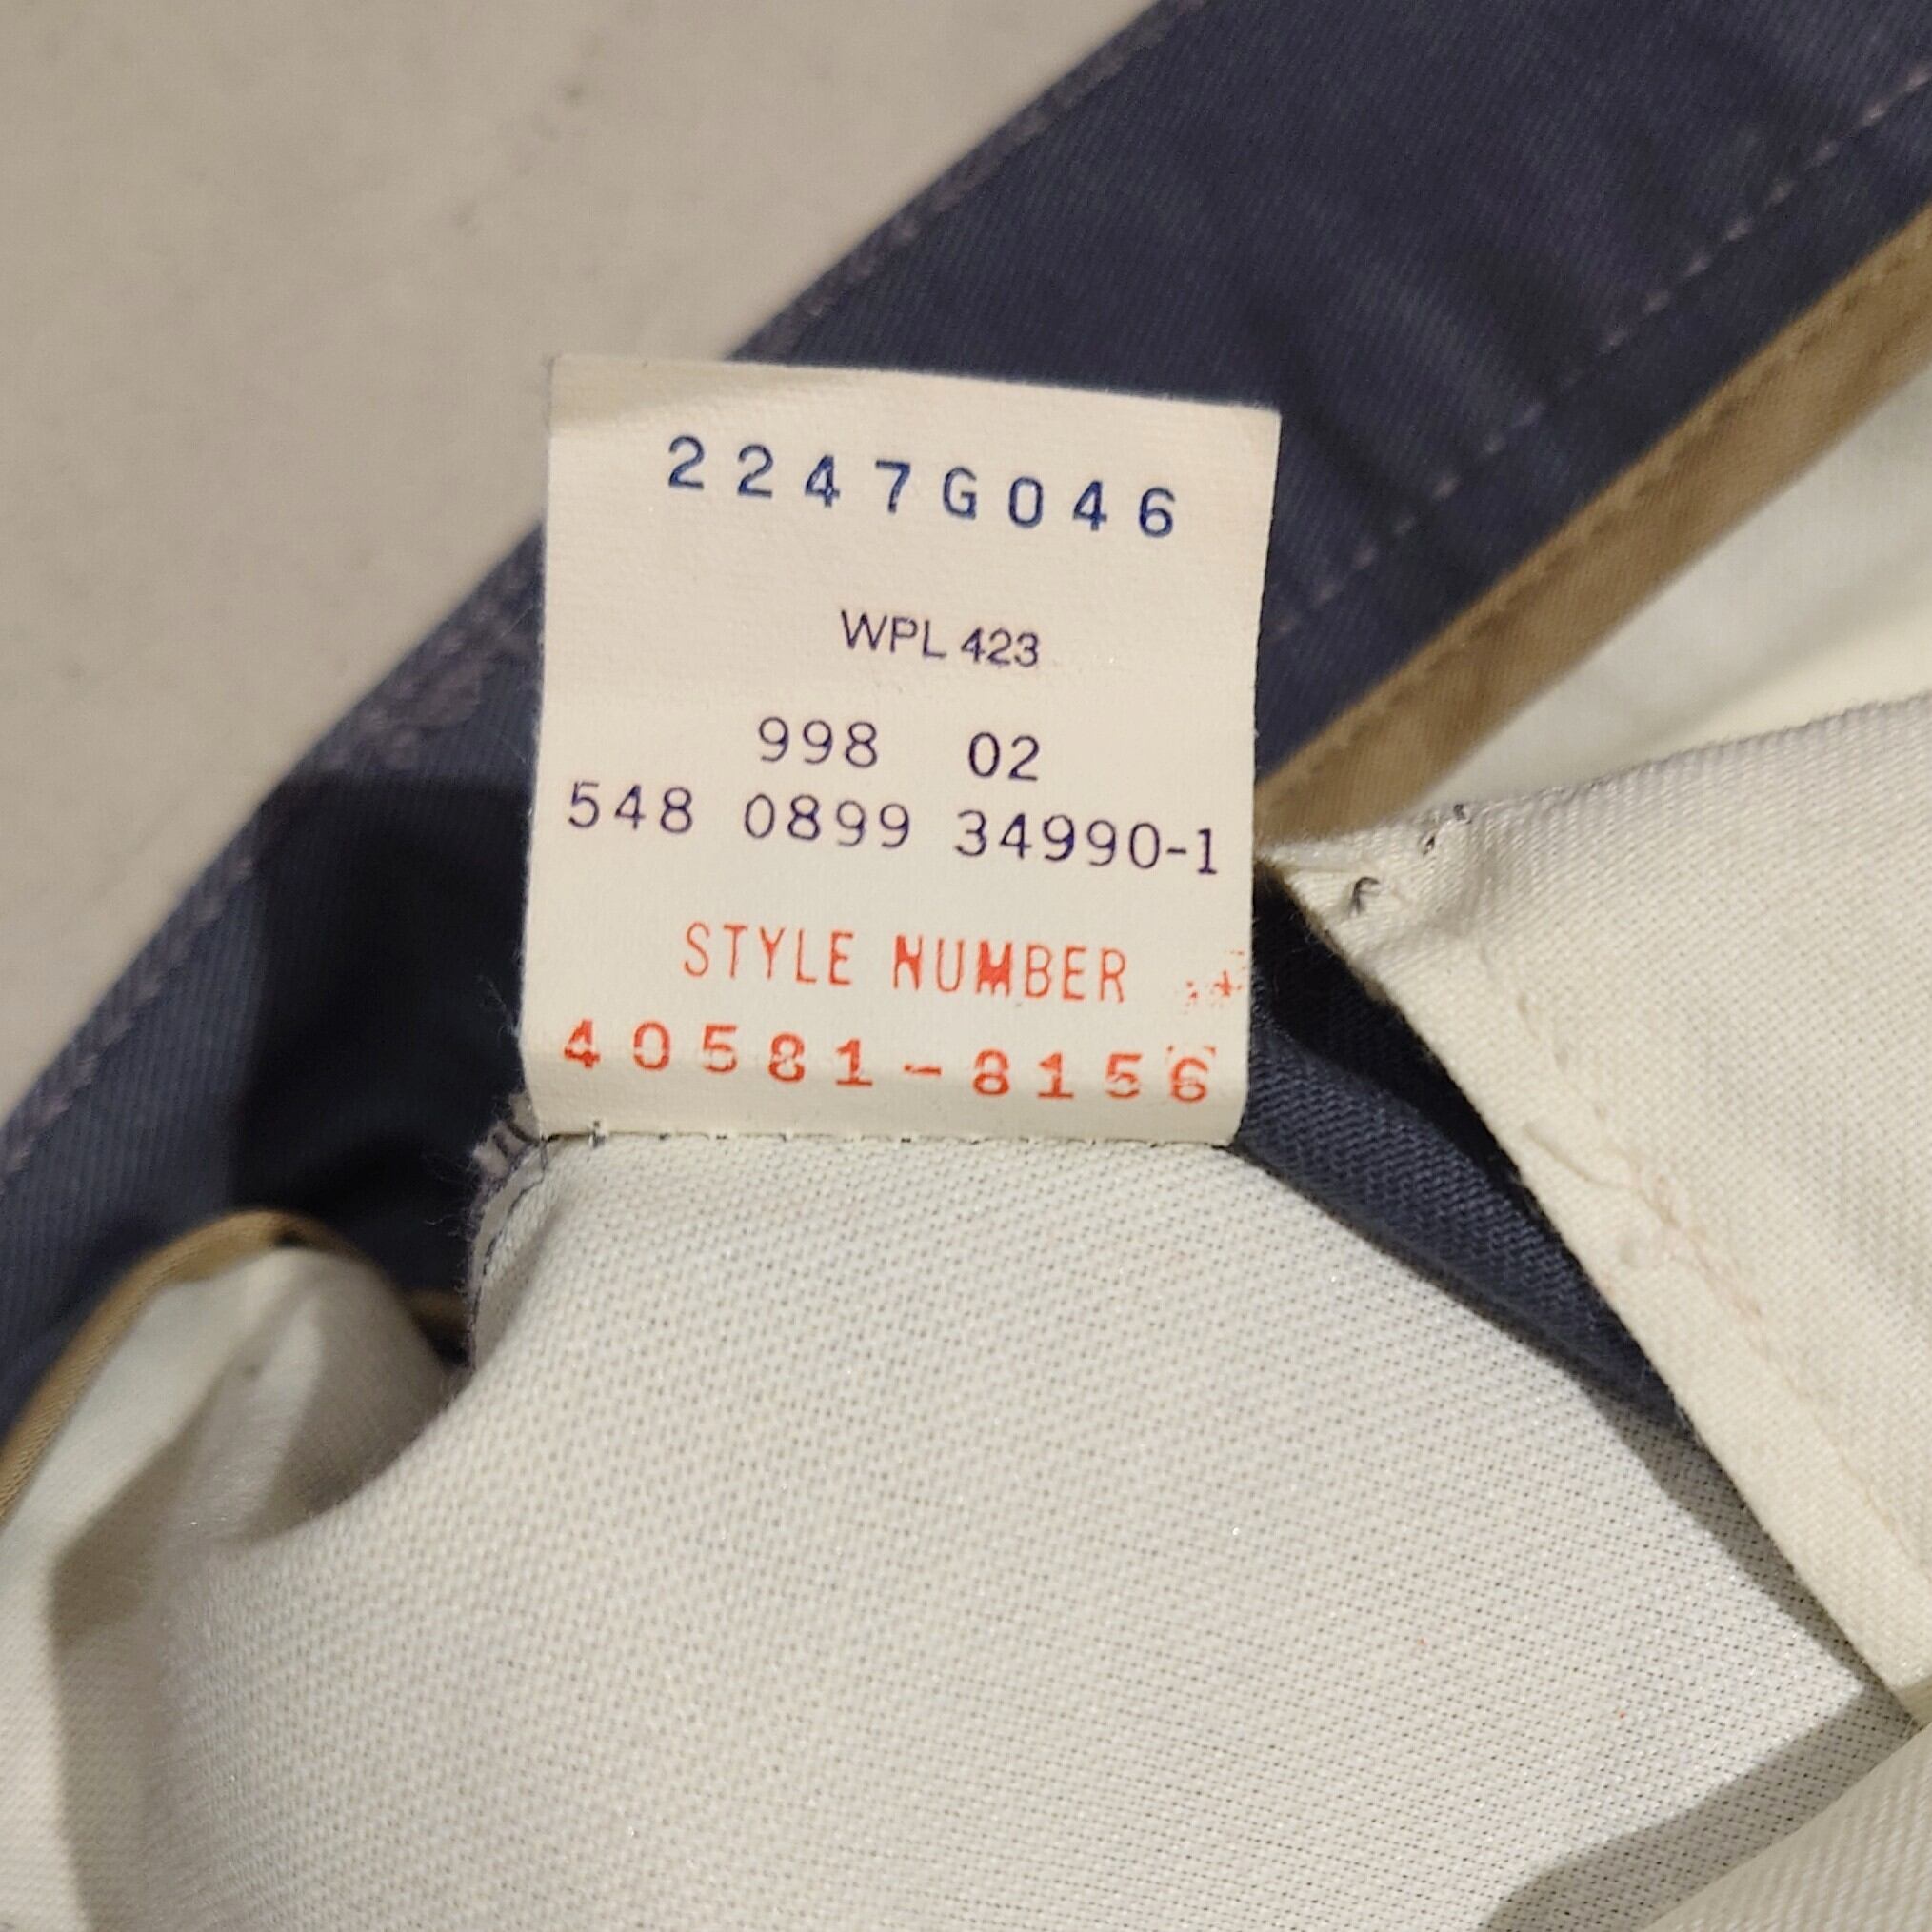 2247G046
WPL 423
998 02
548 0899 34990-1
STYLE NUMBER
40581-8156